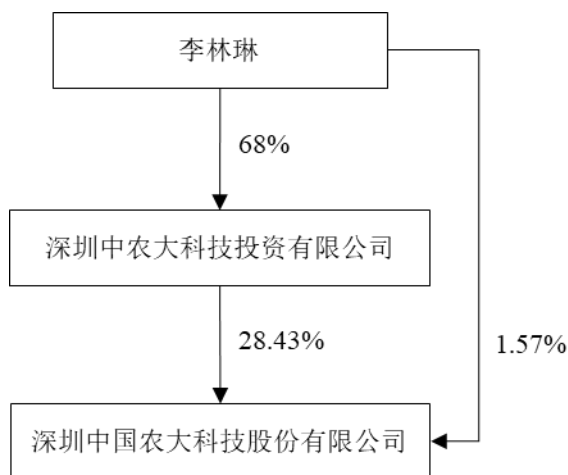 李林琳
68%
深圳中农大科技投资有限公司
28.43%
1.57%
深圳中国农大科技股份有限公司